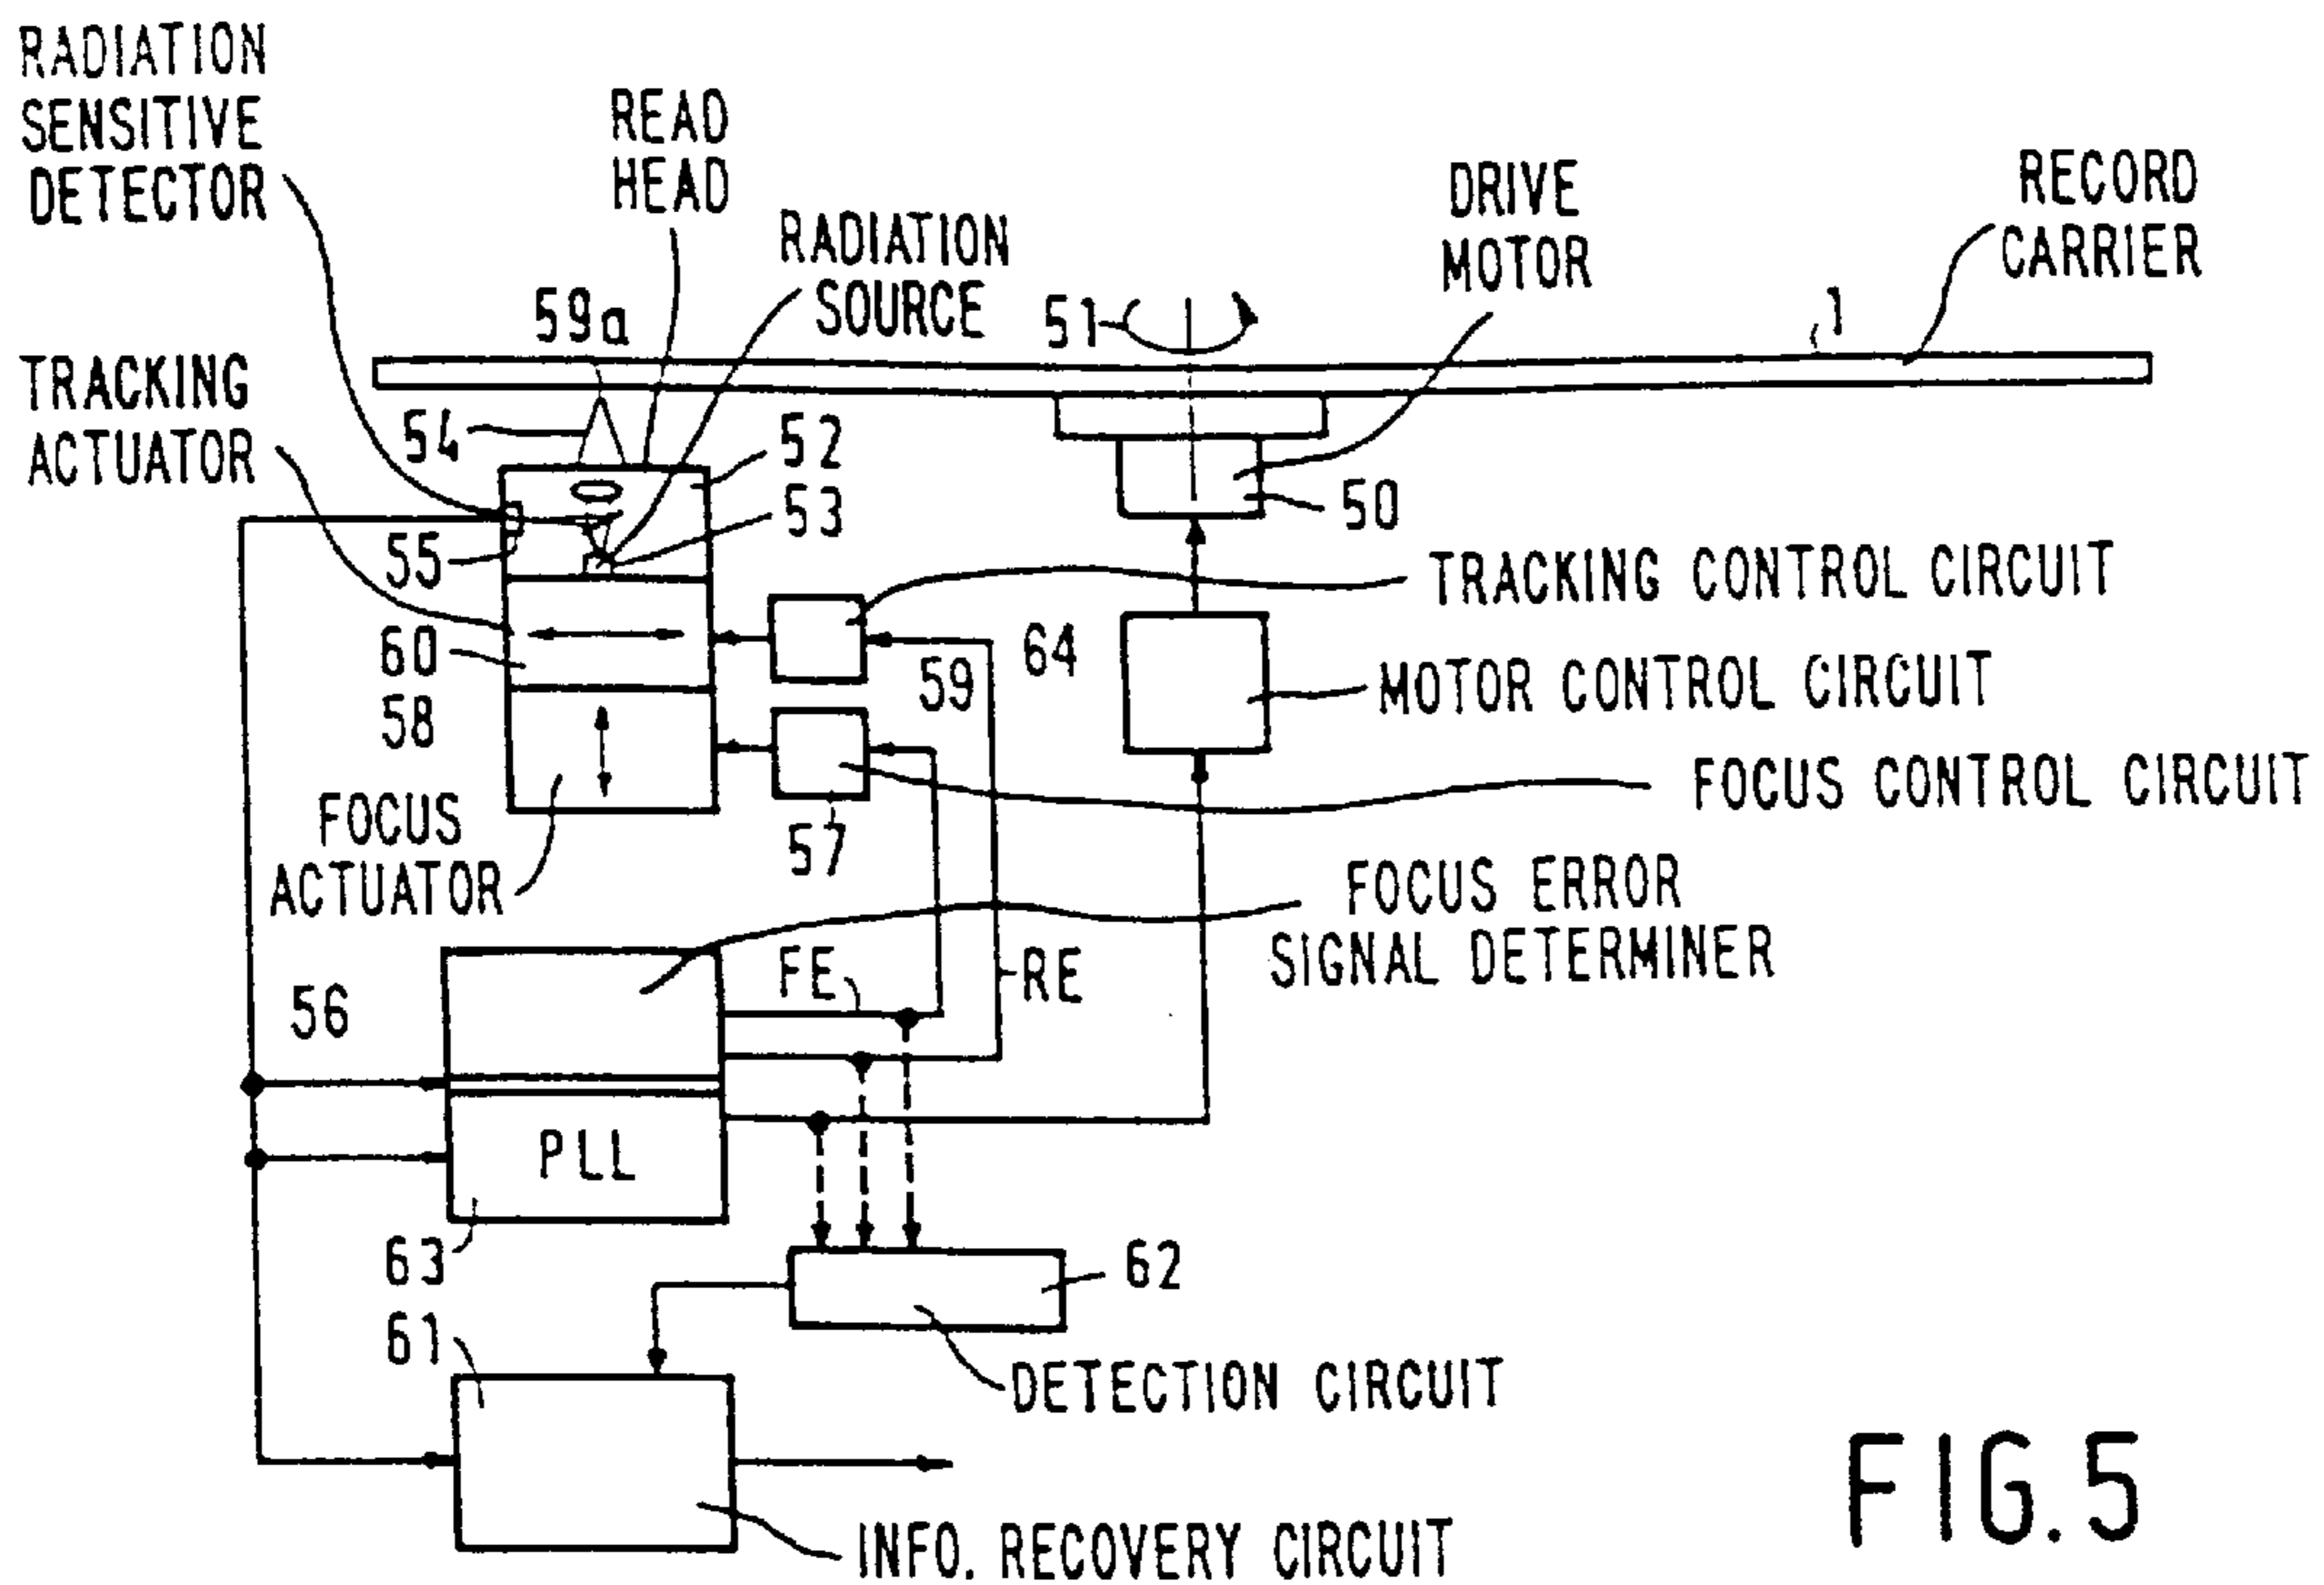 RADIATION
SENSITIVE
DETECTOR
READ
HEAD
RADIATION
SOURCE
DRIVE
MOTOR
RECORD
CARRIER
59a
51
1
TRACKING
ACTUATOR
54
52
53
50
55
TRACKING CONTROL CIRCUIT
60
64
59
MOTOR CONTROL CIRCUIT
58
FOCUS CONTROL CIRCUIT
FOCUS
ACTUATOR
57
FOCUS ERROR
SIGNAL DETERMINER
FE
RE
56
PLL
63
62
61
DETECTION CIRCUIT
INFO. RECOVERY CIRCUIT
FIG. 5